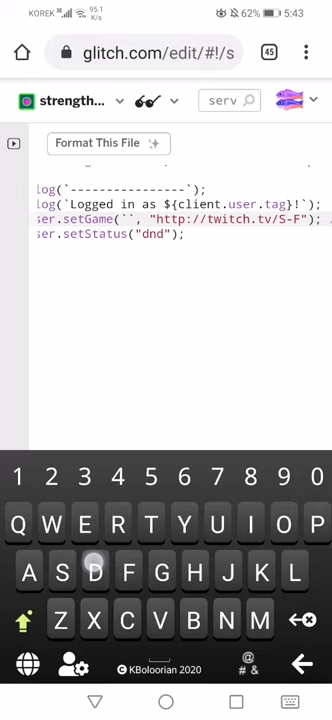 KOREK 36 95.1 K/s 62% 5:43
glitch.com/edit/#!/s 45
strength... serv
Format This File
log(`----------------`);
log(`Logged in as ${client.user.tag}!`);
ser.setGame(``, "http://twitch.tv/S-F"); /
ser.setStatus("dnd");
1 2 3 4 5 6 7 8 9 0
Q W E R T Y U I O P
A S D F G H J K L
Z X C V B N M
© KBoloorian 2020
@
# &